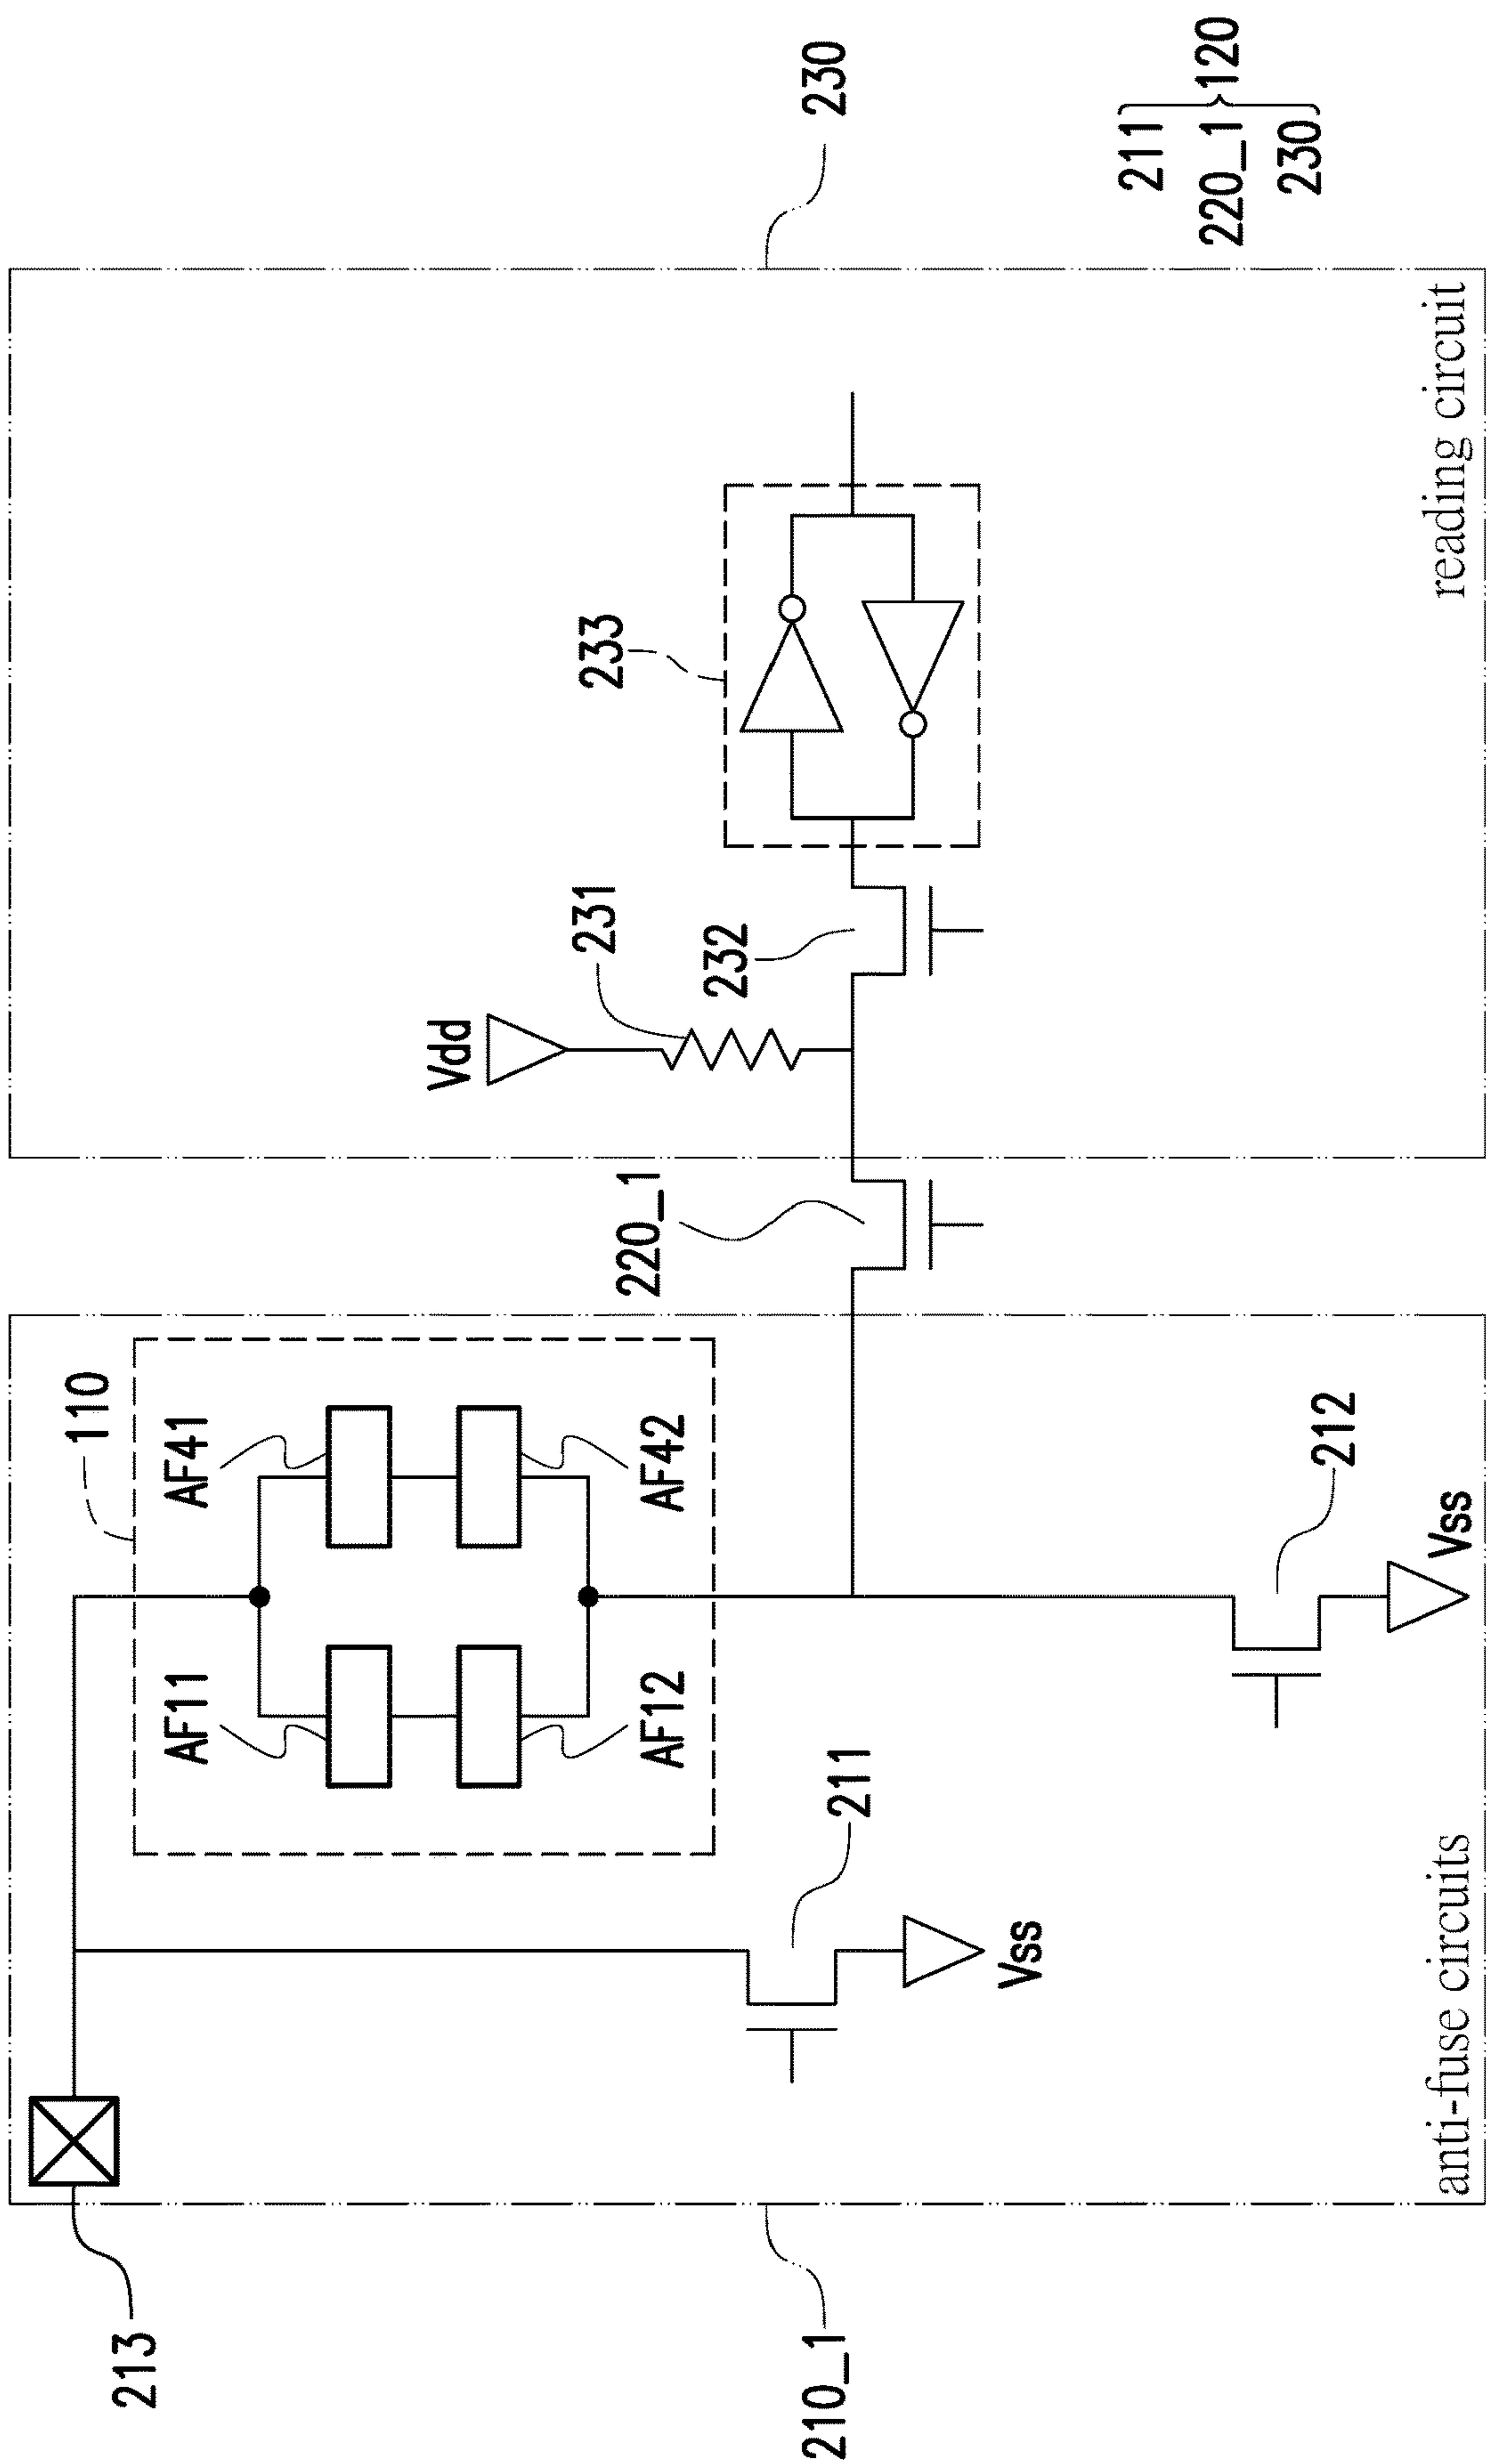 213
210_1
anti-fuse circuits
110
AF11
AF41
AF12
AF42
211
Vss
212
Vss
220_1
Vdd
231
232
233
reading circuit
230
211
220_1
230
120